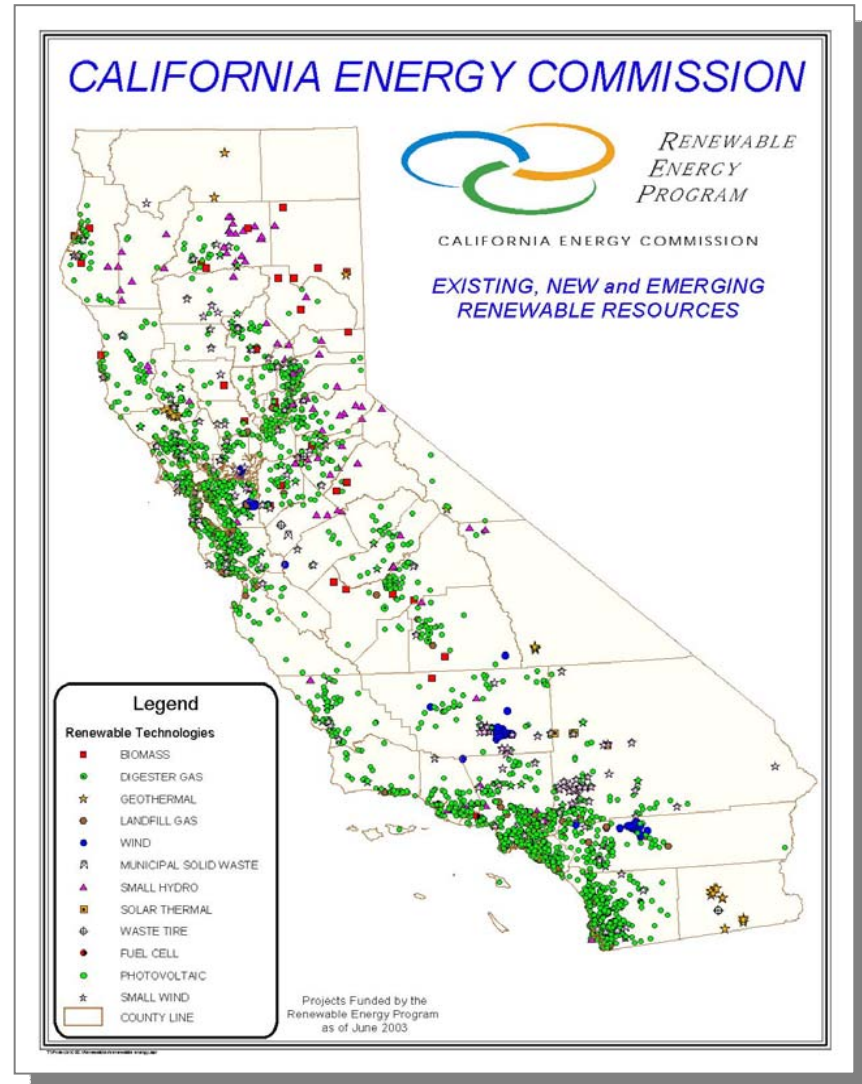 CALIFORNIA ENERGY COMMISSION
RENEWABLE
ENERGY
PROGRAM
CALIFORNIA ENERGY COMMISSION
EXISTING, NEW and EMERGING
RENEWABLE RESOURCES
Legend
Renewable Technologies
BIOMASS
DIGESTER GAS
GEOTHERMAL
LANDFILL GAS
WIND
MUNICIPAL SOLID WASTE
SMALL HYDRO
SOLAR THERMAL
WASTE TIRE
FUEL CELL
PHOTOVOLTAIC
SMALL WIND
COUNTY LINE
Projects Funded by the
Renewable Energy Program
as of June 2003